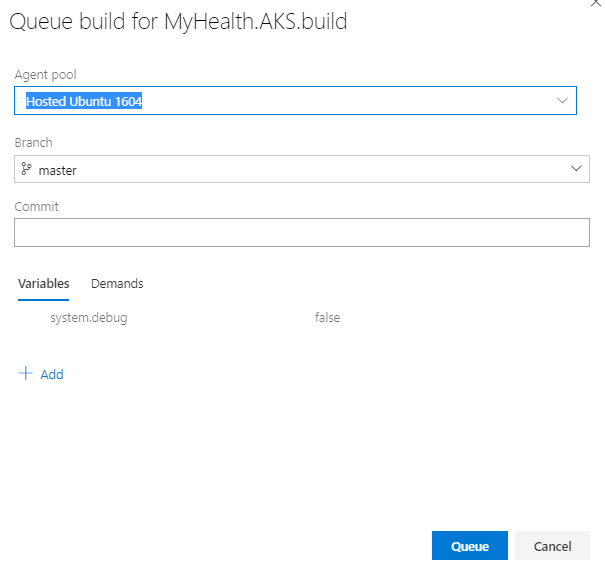 Queue build for MyHealth.AKS.build
Agent pool
Hosted Ubuntu 1604
Branch
master
Commit
Variables Demands
system.debug false
Add
Queue Cancel